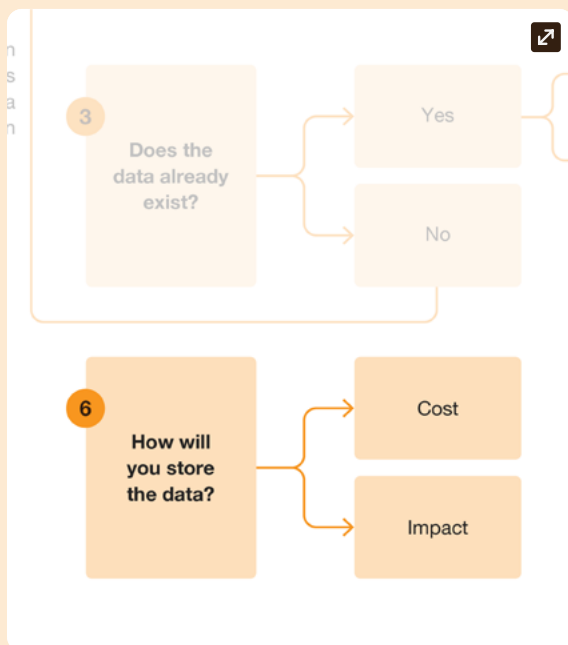 n
s
a
n
3
Does the
data already
exist?
Yes
No
6
How will
you store
the data?
Cost
Impact